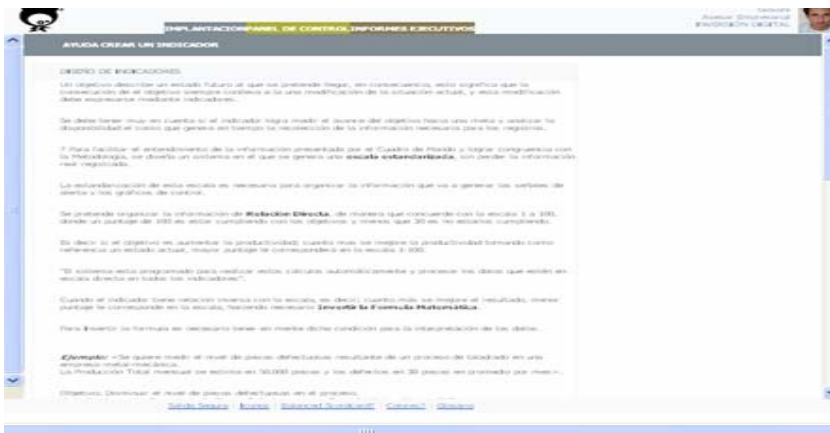 Asesor Empresarial
INVERSIÓN DIGITAL
IMPLANTACION PANEL DE CONTROL INFORMES EJECUTIVOS
AYUDA CREAR UN INDICADOR
DISEÑO DE INDICADORES
Un objetivo describe un estado futuro al que se pretende llegar, en consecuencia, esto significa que la
consecución de el objetivo siempre conlleva a la una modificación de la situación actual, y esta modificación
debe expresarse mediante indicadores.
Se debe tener muy en cuenta si el indicador logra medir el avance del objetivo hacia una meta y analizar la
disponibilidad el costo que genera en tiempo la recolección de la información necesaria para los registros.
? Para facilitar el entendimiento de la información presentada por el Cuadro de Mando y lograr congruencia con
la Metodología, se diseña un sistema en el que se genera una escala estandarizada, sin perder la información
real registrada.
La estandarización de esta escala es necesaria para organizar la información que va a generar las señales de
alerta y los gráficos de control.
Se pretende organizar la información de Relación Directa, de manera que concuerde con la escala 1 a 100,
donde un puntaje de 100 es estar cumpliendo con los objetivos y menos que 30 es no estarlos cumpliendo.
Es decir si el objetivo es aumentar la productividad; cuanto más se mejore la productividad tomando como
referencia un estado actual, mayor puntaje le corresponderá en la escala 1-100.
"El sistema esta programado para realizar estos cálculos automáticamente y procesar los datos que estén en
escala directa en todos los indicadores".
Cuando el indicador tiene relación inversa con la escala, es decir, cuanto más se mejore el resultado, menor
puntaje le corresponde en la escala, haciendo necesario Invertir la Formula Matemática.
Para Invertir la formula es necesario tener en mente dicha condición para la interpretación de los datos.
Ejemplo: «Se quiere medir el nivel de piezas defectuosas resultante de un proceso de taladrado en una
empresa metal-mecánica.
La Producción Total mensual se estima en 50.000 piezas y los defectos en 30 piezas en promedio por mes».
Objetivo: Disminuir el nivel de piezas defectuosas en el proceso.
Salida Segura | Iconos | Balanced Scorecard? | Correo? | Glosario